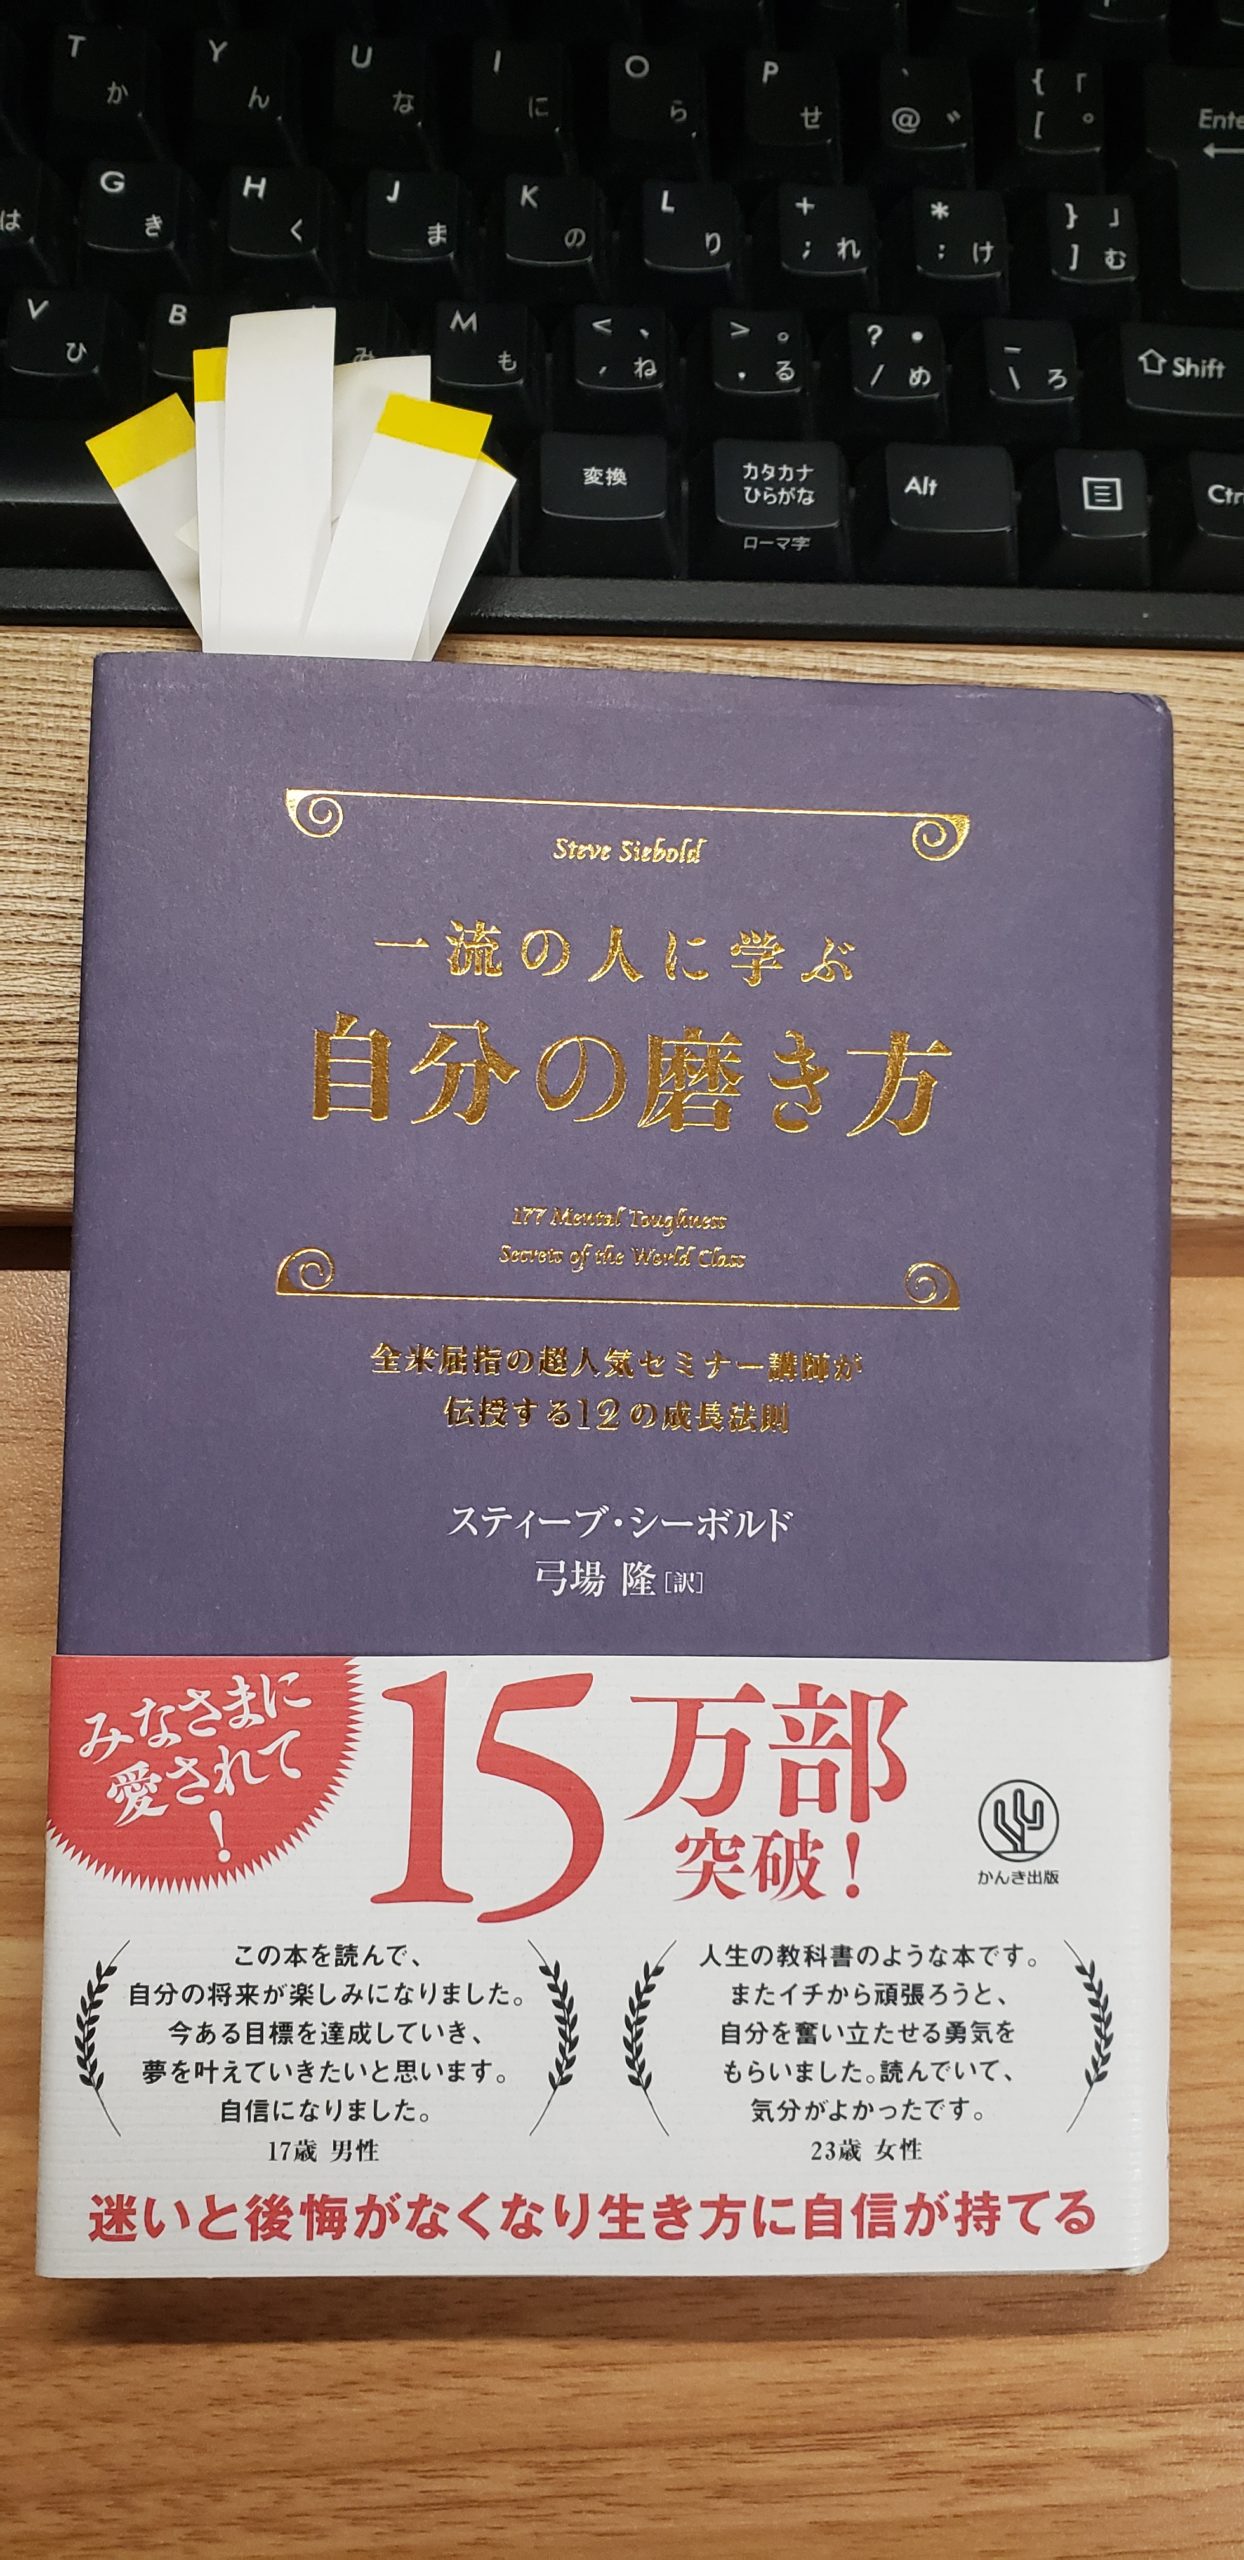 T か
Y ん
U な
I に
O ら
P せ
` @ ゛
{ 「 [ ゜
Ente
は
G き
H く
J ま
K の
L り
+ ; れ
* : け
} 」 ] む
V ひ
B
み
M も
< 、 , ね
> 。 . る
? ・ / め
_ \ ろ
Shift
変換
カタカナ
ひらがな
ローマ字
Alt
Ctr
Steve Siebold
一流の人に学ぶ
自分の磨き方
177 Mental Toughness
Secrets of the World Class
全米屈指の超人気セミナー講師が
伝授する12の成長法則
スティーブ・シーボルド
弓場 隆[訳]
みなさまに
愛されて
!
15万部
突破!
かんき出版
この本を読んで、
自分の将来が楽しみになりました。
今ある目標を達成していき、
夢を叶えていきたいと思います。
自信になりました。
17歳 男性
人生の教科書のような本です。
またイチから頑張ろうと、
自分を奮い立たせる勇気を
もらいました。読んでいて、
気分がよかったです。
23歳 女性
迷いと後悔がなくなり生き方に自信が持てる